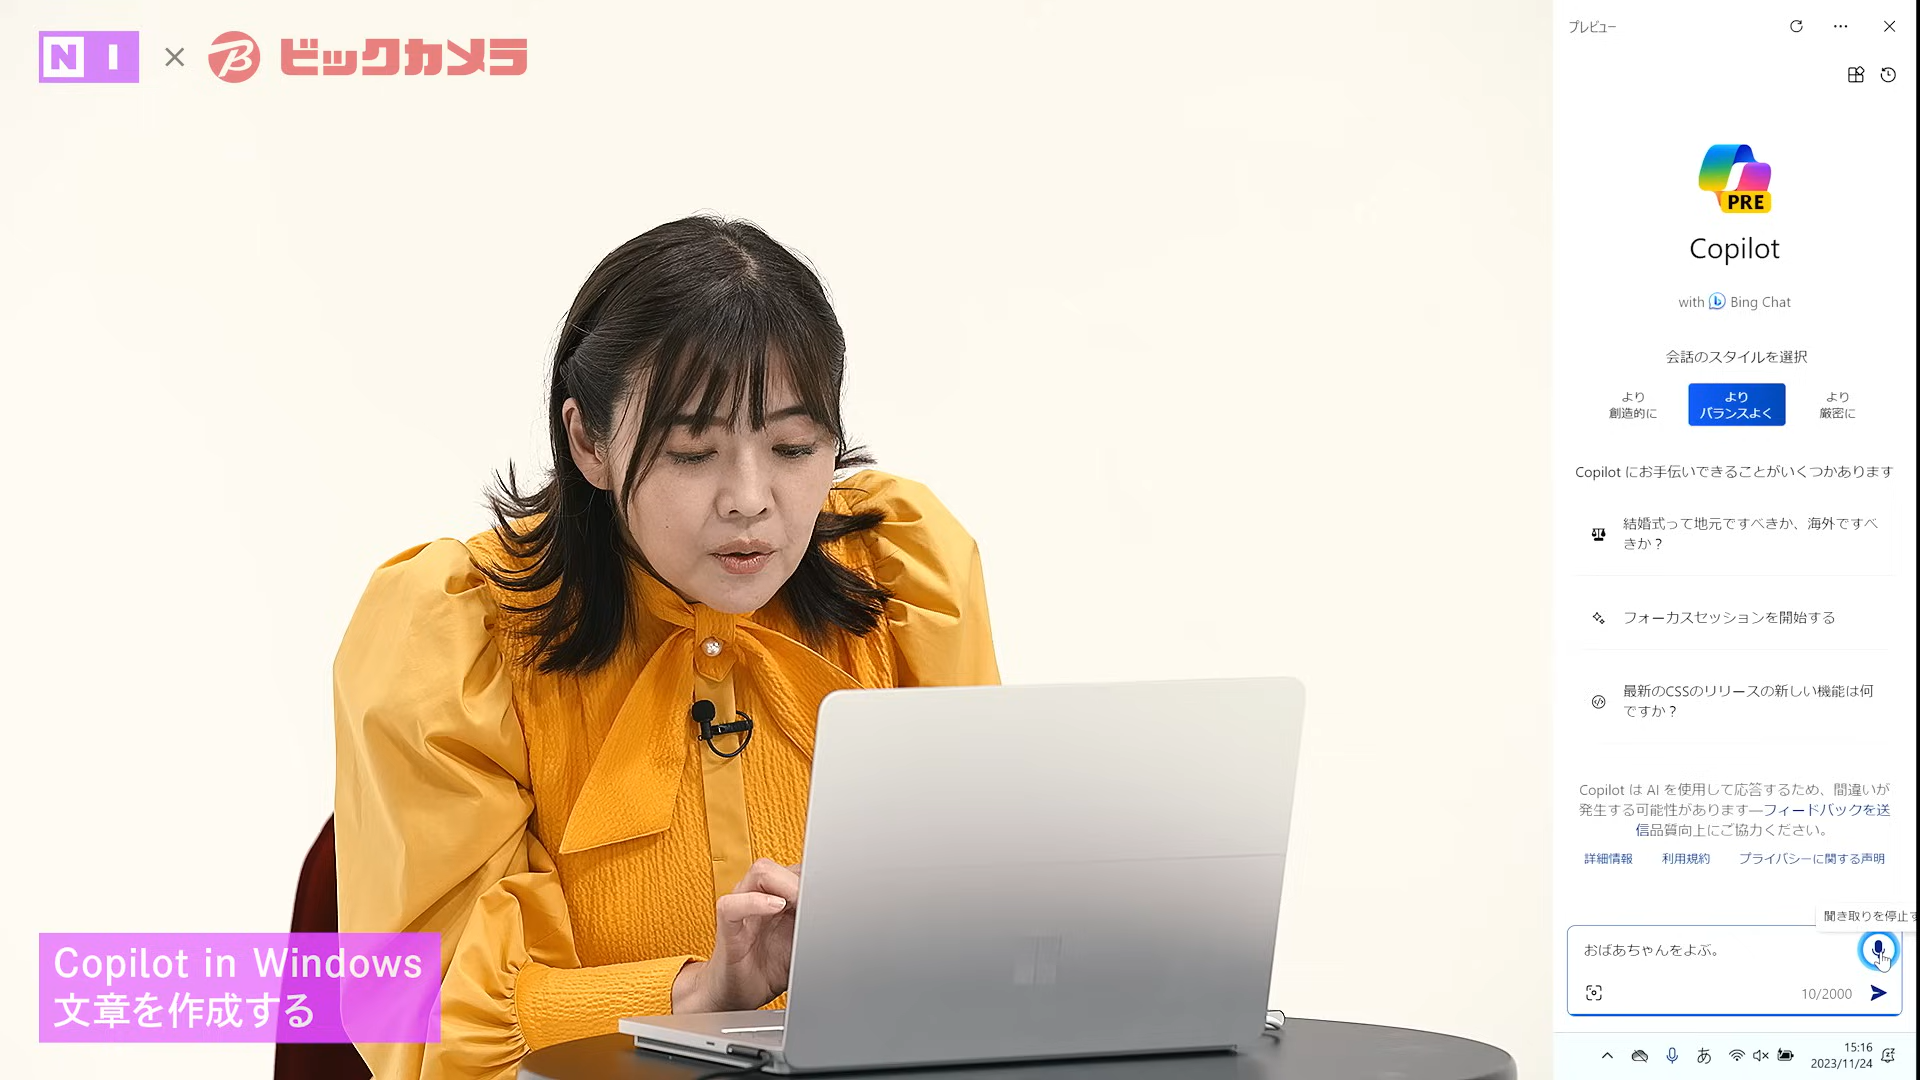 NI × B ビックカメラ
Copilot in Windows
文章を作成する
プレビュー
PRE
Copilot
with b Bing Chat
会話のスタイルを選択
より
創造的に
より
バランスよく
より
厳密に
Copilot にお手伝いできることがいくつかあります
結婚式って地元ですべきか、海外ですべ
きか？
フォーカスセッションを開始する
最新のCSSのリリースの新しい機能は何
ですか？
Copilot は AI を使用して応答するため、間違いが
発生する可能性があります—フィードバックを送
信品質向上にご協力ください。
詳細情報 利用規約 プライバシーに関する声明
聞き取りを停止す
おばあちゃんをよぶ。
10/2000
あ
15:16
2023/11/24